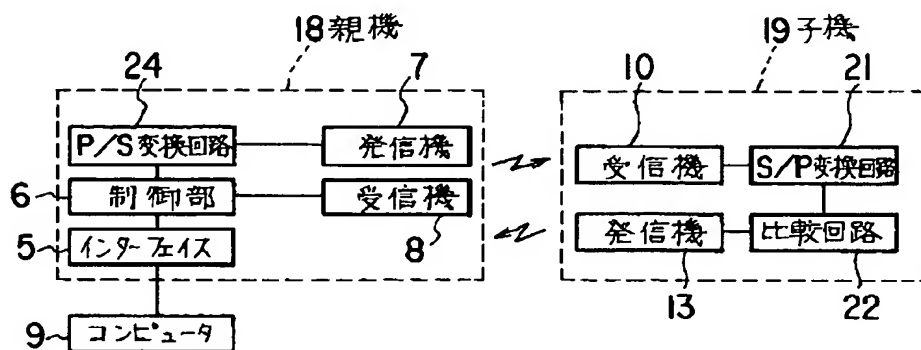 18親機
19子機
24
7
10
21
P/S変換回路
発信機
受信機
S/P変換回路
6
制御部
受信機
8
発信機
比較回路
5
インターフェイス
13
22
9
コンピュータ